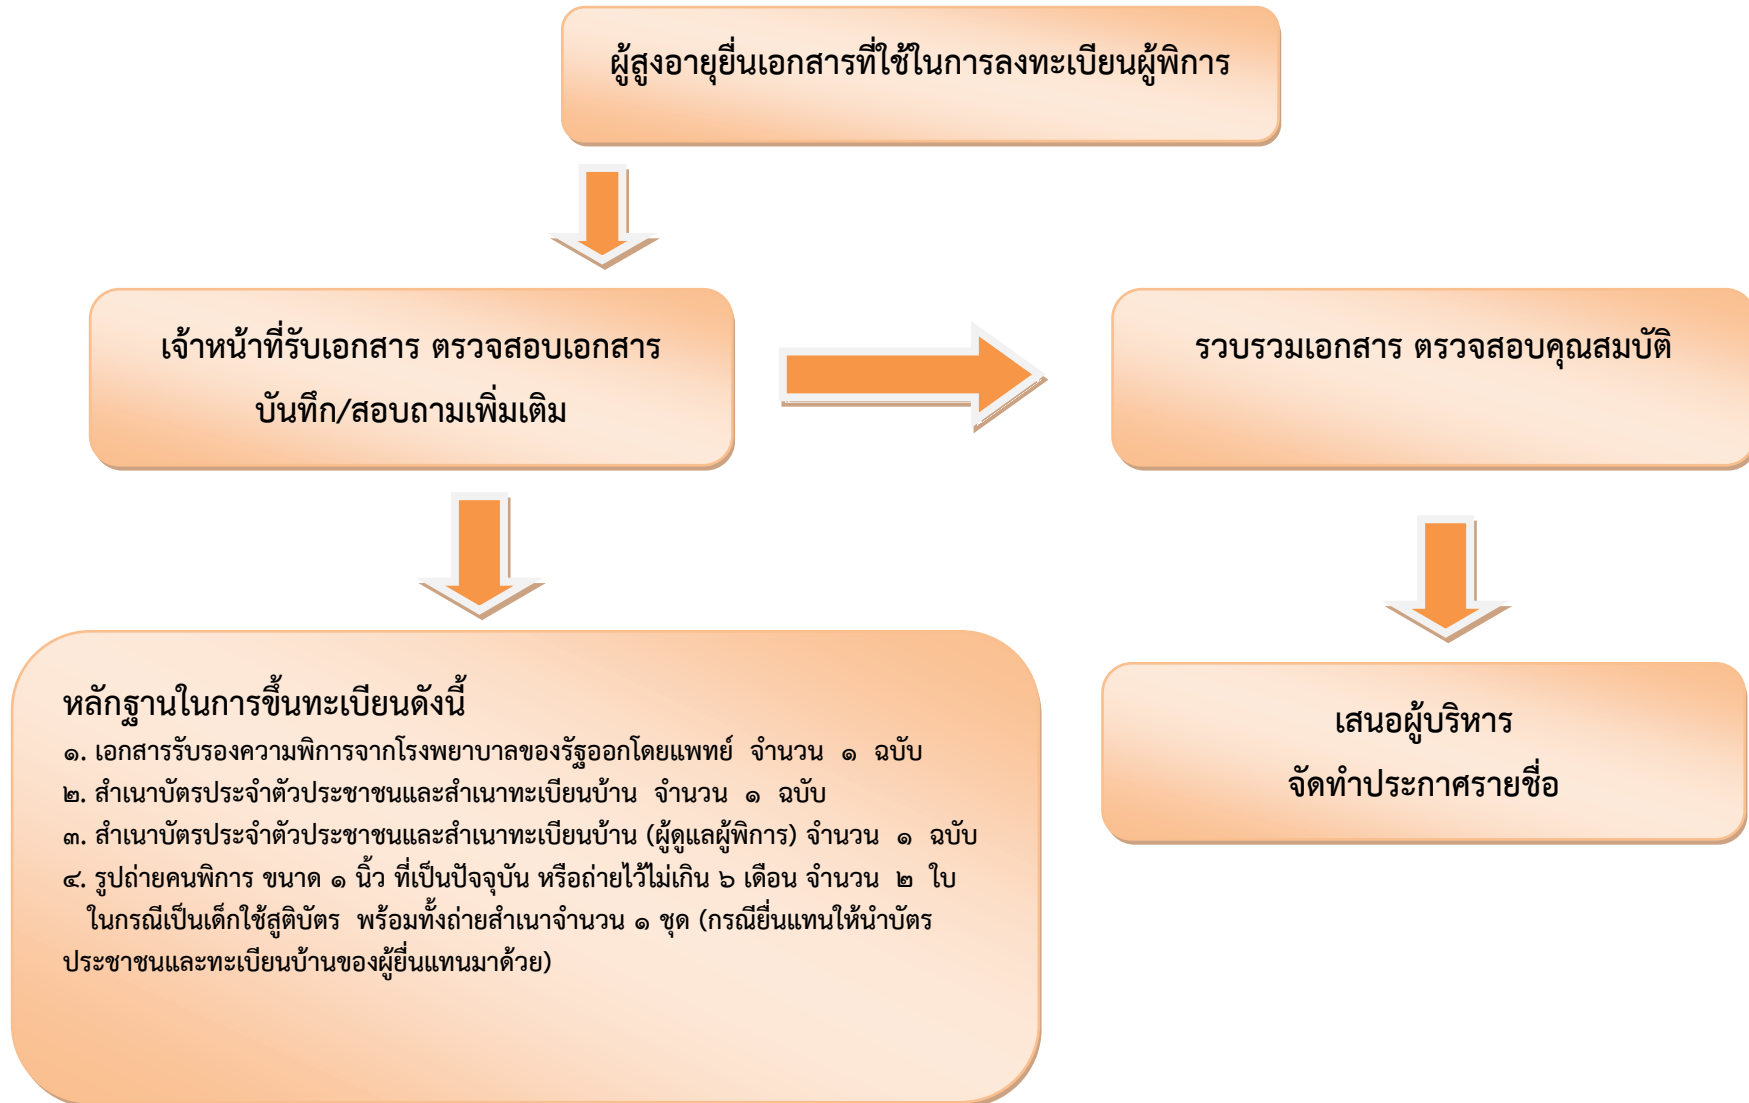 ผู้สูงอายุยื่นเอกสารที่ใช้ในการลงทะเบียนผู้พิการ
เจ้าหน้าที่รับเอกสาร ตรวจสอบเอกสาร
บันทึก/สอบถามเพิ่มเติม
รวบรวมเอกสาร ตรวจสอบคุณสมบัติ
หลักฐานในการขึ้นทะเบียนดังนี้
๑. เอกสารรับรองความพิการจากโรงพยาบาลของรัฐออกโดยแพทย์ จำนวน ๑ ฉบับ
๒. สำเนาบัตรประจำตัวประชาชนและสำเนาทะเบียนบ้าน จำนวน ๑ ฉบับ
๓. สำเนาบัตรประจำตัวประชาชนและสำเนาทะเบียนบ้าน (ผู้ดูแลผู้พิการ) จำนวน ๑ ฉบับ
๔. รูปถ่ายคนพิการ ขนาด ๑ นิ้ว ที่เป็นปัจจุบัน หรือถ่ายไว้ไม่เกิน ๖ เดือน จำนวน ๒ ใบ
ในกรณีเป็นเด็กใช้สูติบัตร พร้อมทั้งถ่ายสำเนาจำนวน ๑ ชุด (กรณียื่นแทนให้นำบัตร
ประชาชนและทะเบียนบ้านของผู้ยื่นแทนมาด้วย)
เสนอผู้บริหาร
จัดทำประกาศรายชื่อ